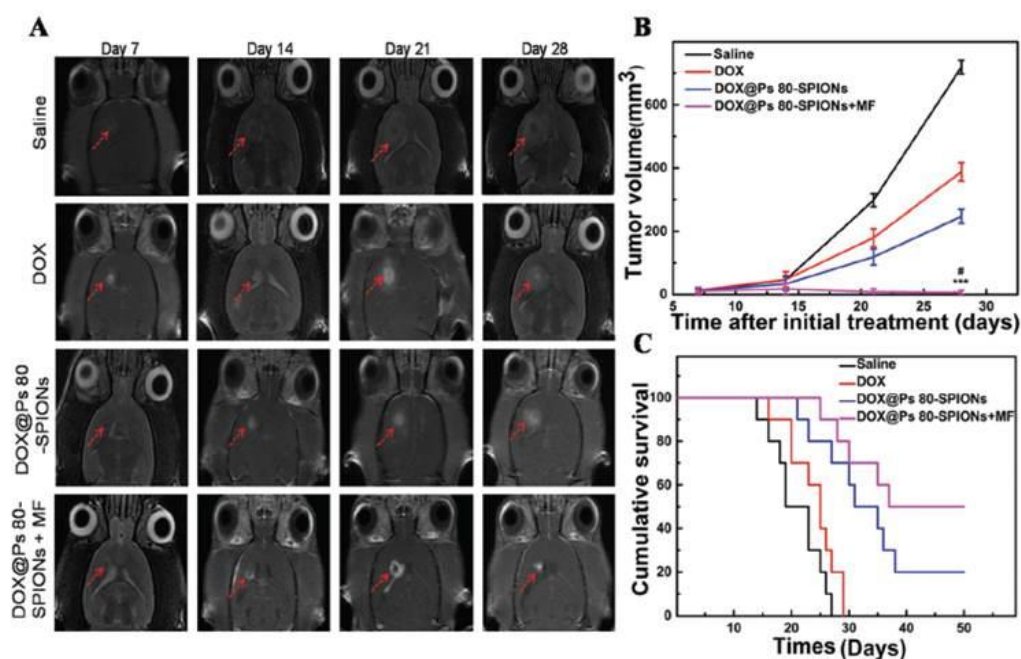 A
Day 7 Day 14 Day 21 Day 28
Saline
DOX
DOX@Ps 80
-SPIONs
DOX@Ps 80-
SPIONs + MF
B
Saline
DOX
DOX@Ps 80-SPIONs
DOX@Ps 80-SPIONs+MF
Tumor volume(mm³)
600
400
200
0
#
***
5 10 15 20 25 30
Time after initial treatment (days)
C
Saline
DOX
DOX@Ps 80-SPIONs
DOX@Ps 80-SPIONs+MF
Cumulative survival
100
80
60
40
20
0
10 20 30 40 50
Times (Days)